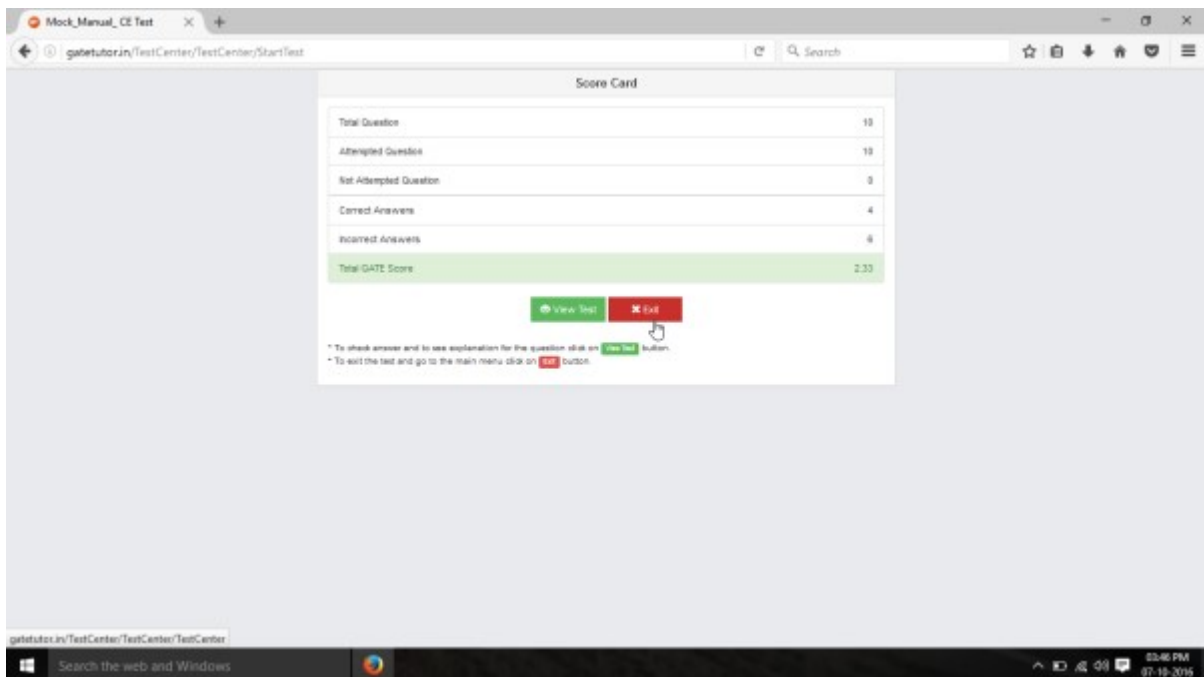 Mock_Manual_ CE Test
gatetutor.in/TestCenter/TestCenter/StartTest
Search
Score Card
Total Question 10
Attempted Question 10
Not Attempted Question 0
Correct Answers 4
Incorrect Answers 6
Total GATE Score 2.33
View Test
Exit
* To check answer and to see explanation for the question click on View Test button.
* To exit the test and go to the main menu click on Exit button.
gatetutor.in/TestCenter/TestCenter/TestCenter
Search the web and Windows
03:46 PM
07-10-2016